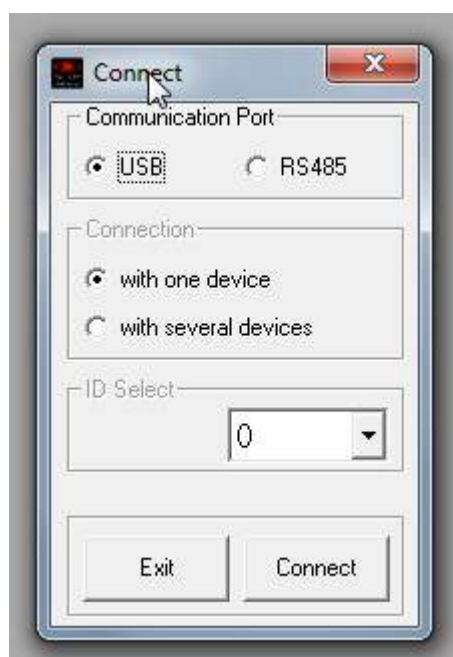 Connect
Communication Port
USB RS485
Connection
with one device
with several devices
ID Select
0
Exit Connect